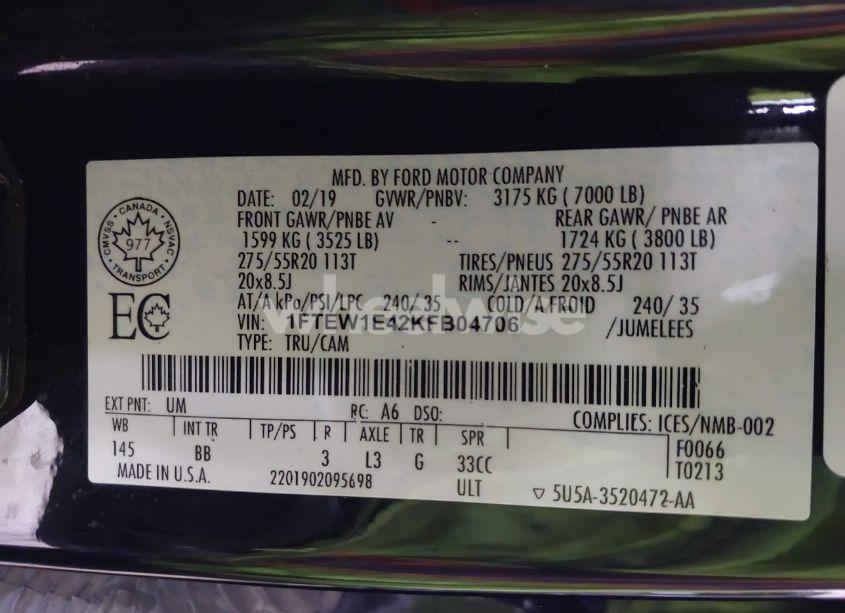 MFD. BY FORD MOTOR COMPANY
DATE: 02/19 GVWR/PNBV: 3175 KG ( 7000 LB)
FRONT GAWR/PNBE AV - REAR GAWR/ PNBE AR
1599 KG ( 3525 LB) -- 1724 KG ( 3800 LB)
275/55R20 113T TIRES/PNEUS 275/55R20 113T
20x8.5J RIMS/JANTES 20x8.5J
AT/A kPa/PSI/LPC 240/ 35 COLD/A FROID 240/ 35
VIN: 1FTEW1E42KFB04706 /JUMELEES
TYPE: TRU/CAM
CMVSS · CANADA · NSVAC
977
TRANSPORT
EC
wheelwise
EXT PNT: UM RC: A6 DSO: COMPLIES: ICES/NMB-002
WB INT TR TP/PS R AXLE TR SPR F0066
145 BB 3 L3 G 33CC T0213
MADE IN U.S.A. 2201902095698 ULT ▽ 5U5A-3520472-AA